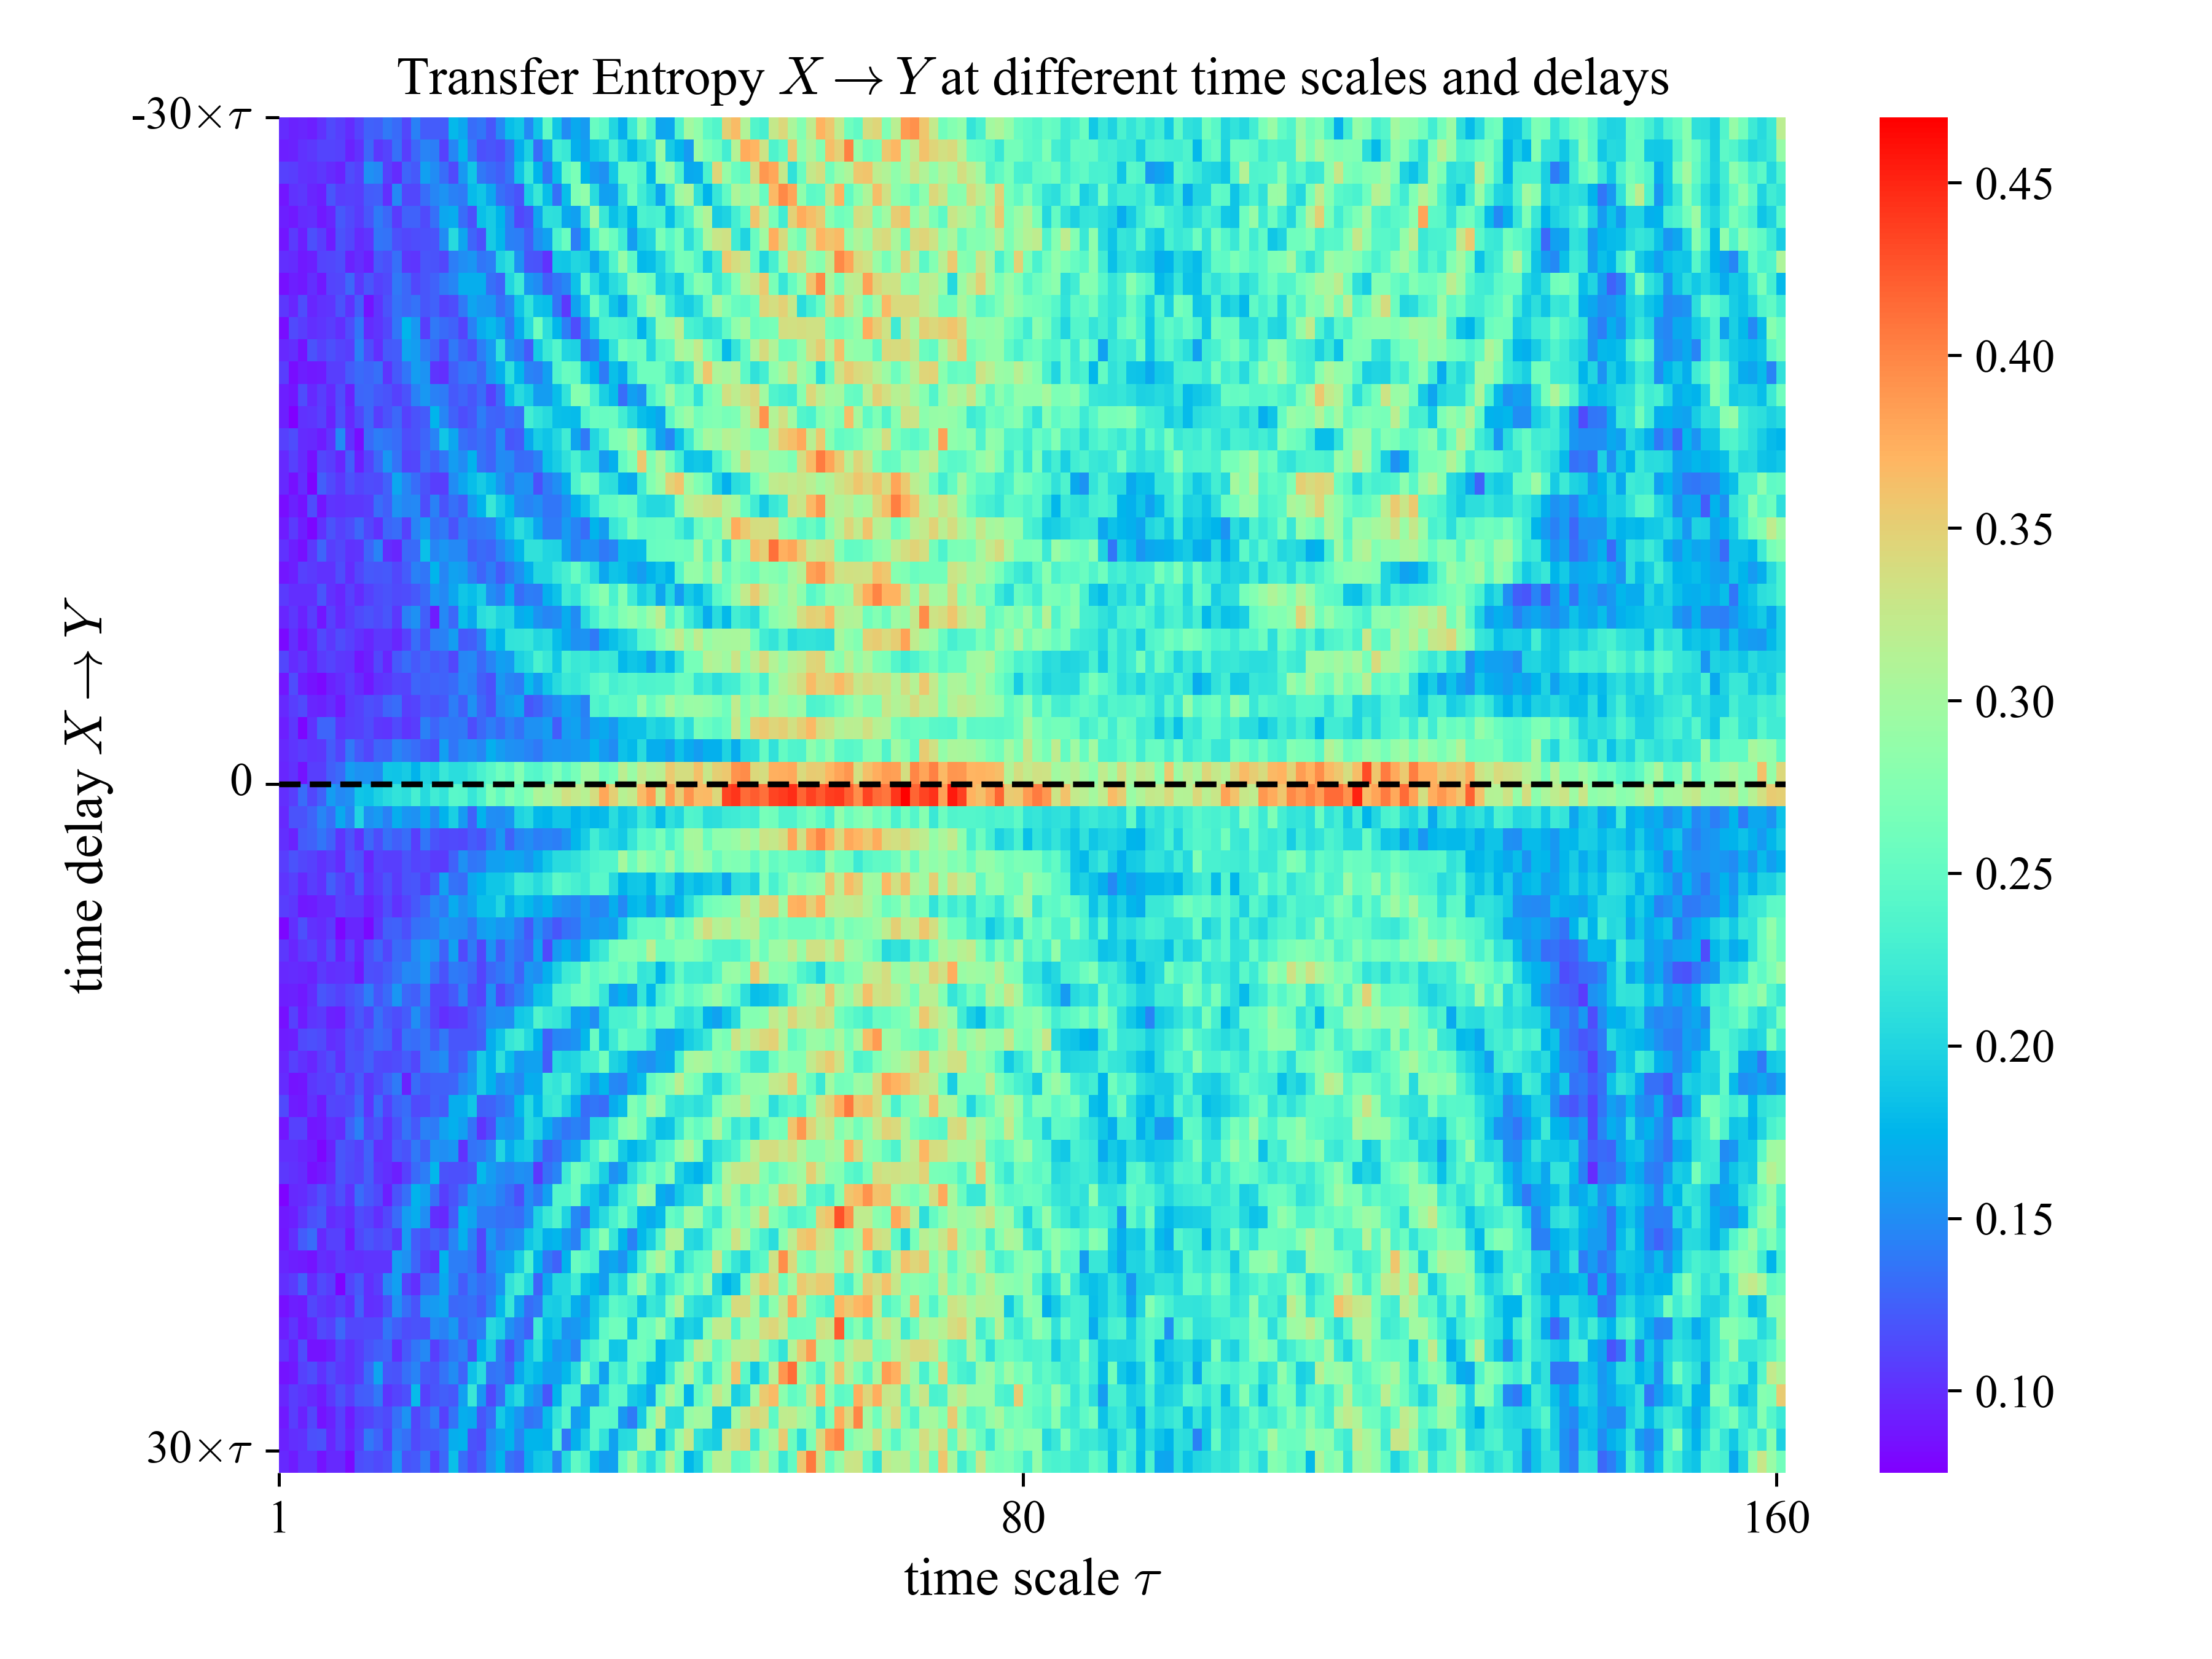 Transfer Entropy X → Y at different time scales and delays
-30×τ
0
30×τ
time delay X → Y
1
80
160
time scale τ
0.45
0.40
0.35
0.30
0.25
0.20
0.15
0.10